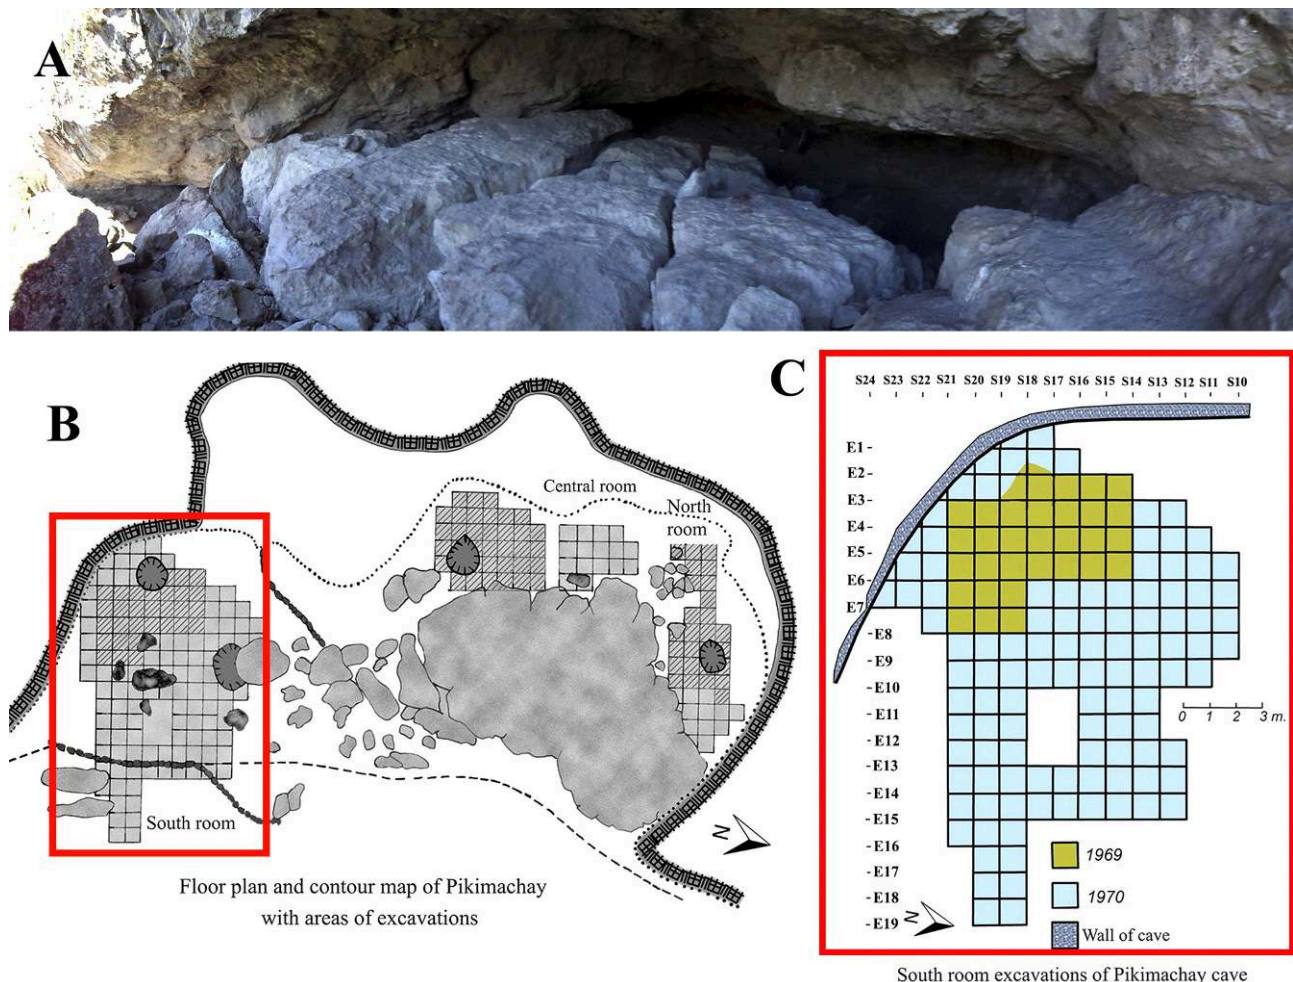 A
B
Central room
North
room
South room
N
Floor plan and contour map of Pikimachay
with areas of excavations
C
S24 S23 S22 S21 S20 S19 S18 S17 S16 S15 S14 S13 S12 S11 S10
E1 -
E2 -
E3 -
E4 -
E5 -
E6 -
E7
- E8
- E9
- E10
- E11
- E12
- E13
- E14
- E15
- E16
- E17
- E18
- E19
0 1 2 3 m.
1969
1970
Wall of cave
N
South room excavations of Pikimachay cave